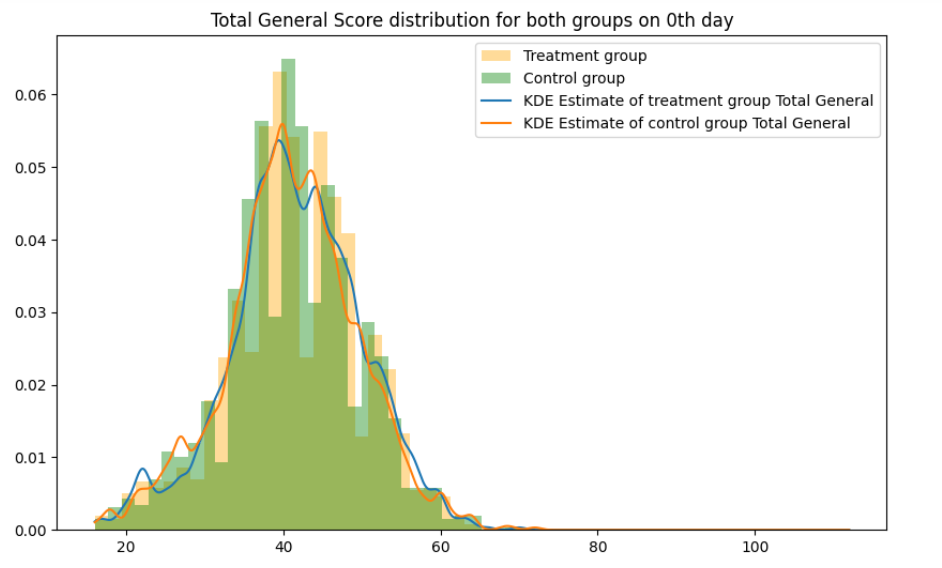 Total General Score distribution for both groups on 0th day
Treatment group
Control group
KDE Estimate of treatment group Total General
KDE Estimate of control group Total General
0.06
0.05
0.04
0.03
0.02
0.01
0.00
20 40 60 80 100